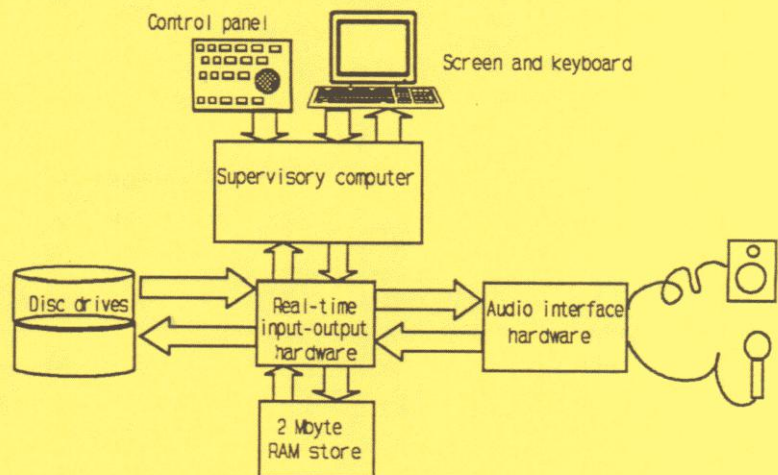 Control panel
Screen and keyboard
Supervisory computer
Disc drives
Real-time
input-output
hardware
Audio interface
hardware
2 Mbyte
RAM store